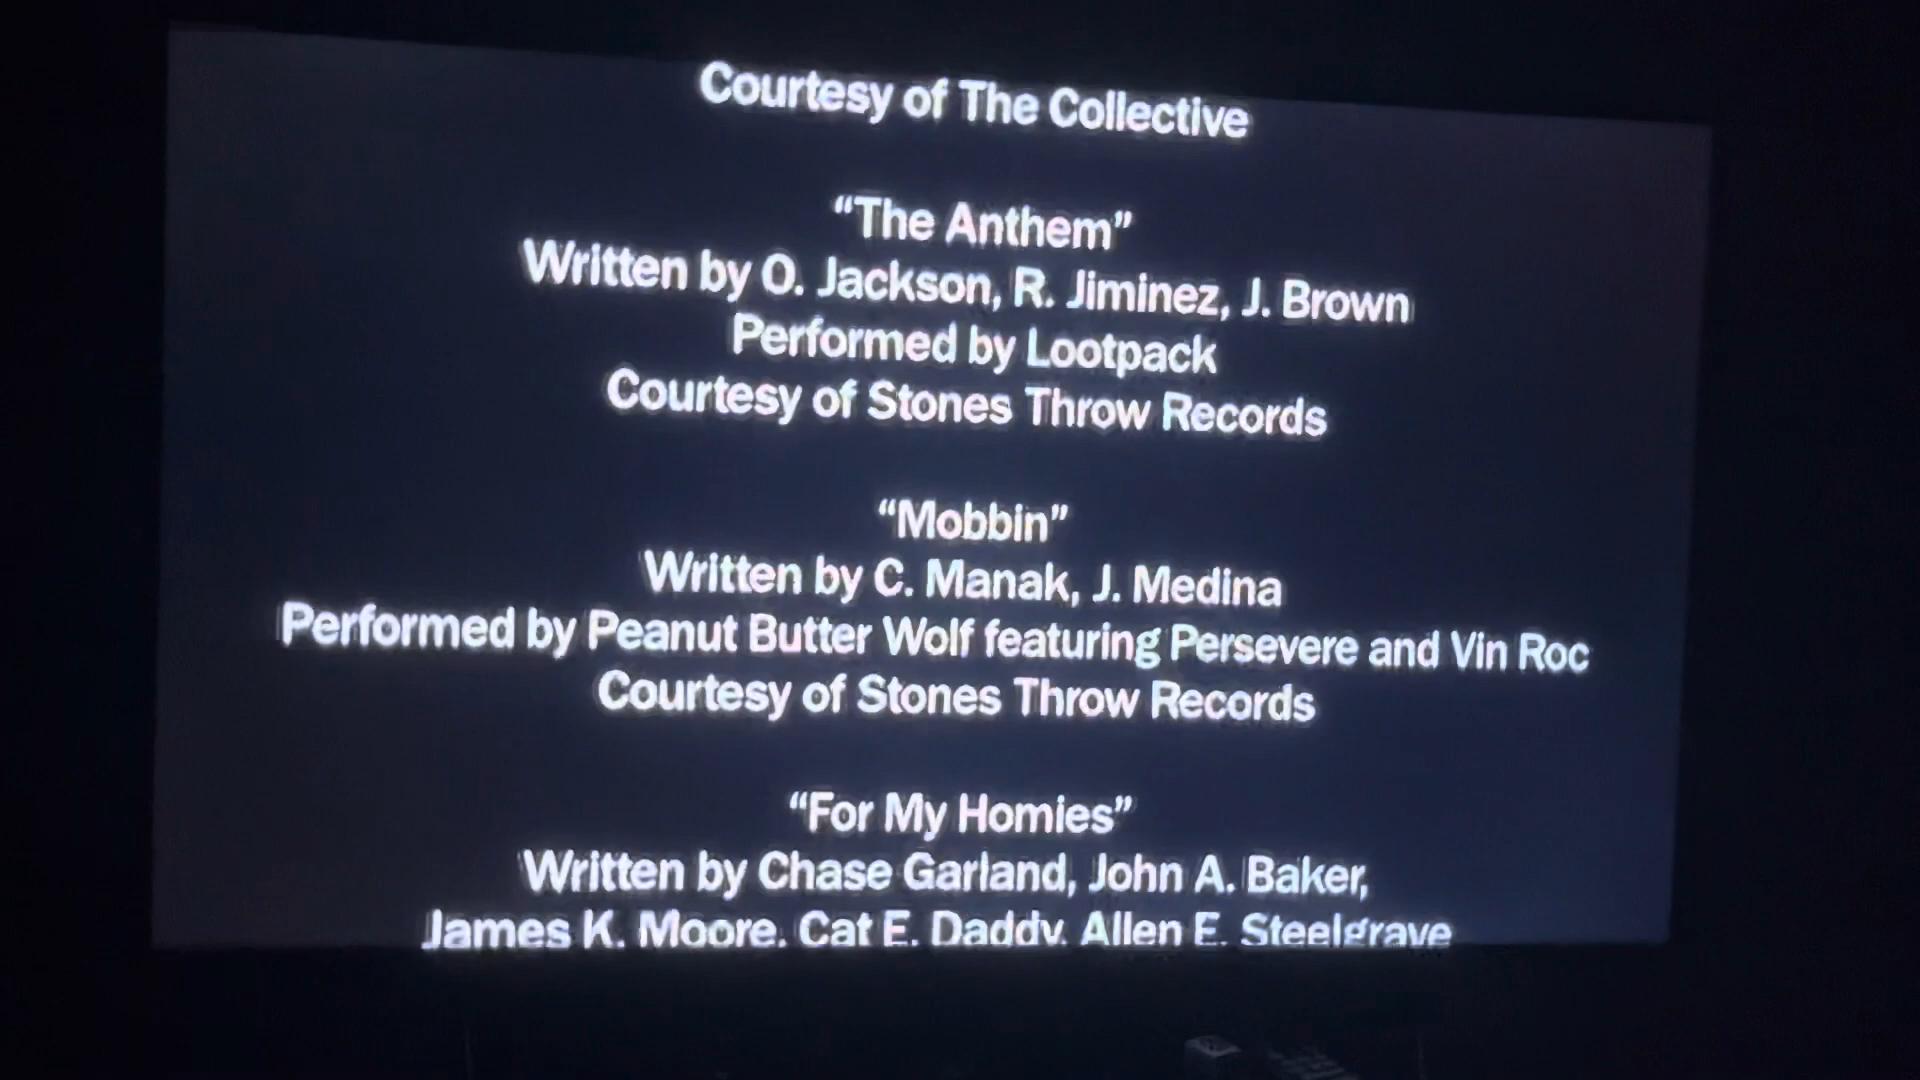 Courtesy of The Collective
“The Anthem”
Written by O. Jackson, R. Jiminez, J. Brown
Performed by Lootpack
Courtesy of Stones Throw Records
“Mobbin”
Written by C. Manak, J. Medina
Performed by Peanut Butter Wolf featuring Persevere and Vin Roc
Courtesy of Stones Throw Records
“For My Homies”
Written by Chase Garland, John A. Baker,
James K. Moore, Cat E. Daddy, Allen E. Steelgrave